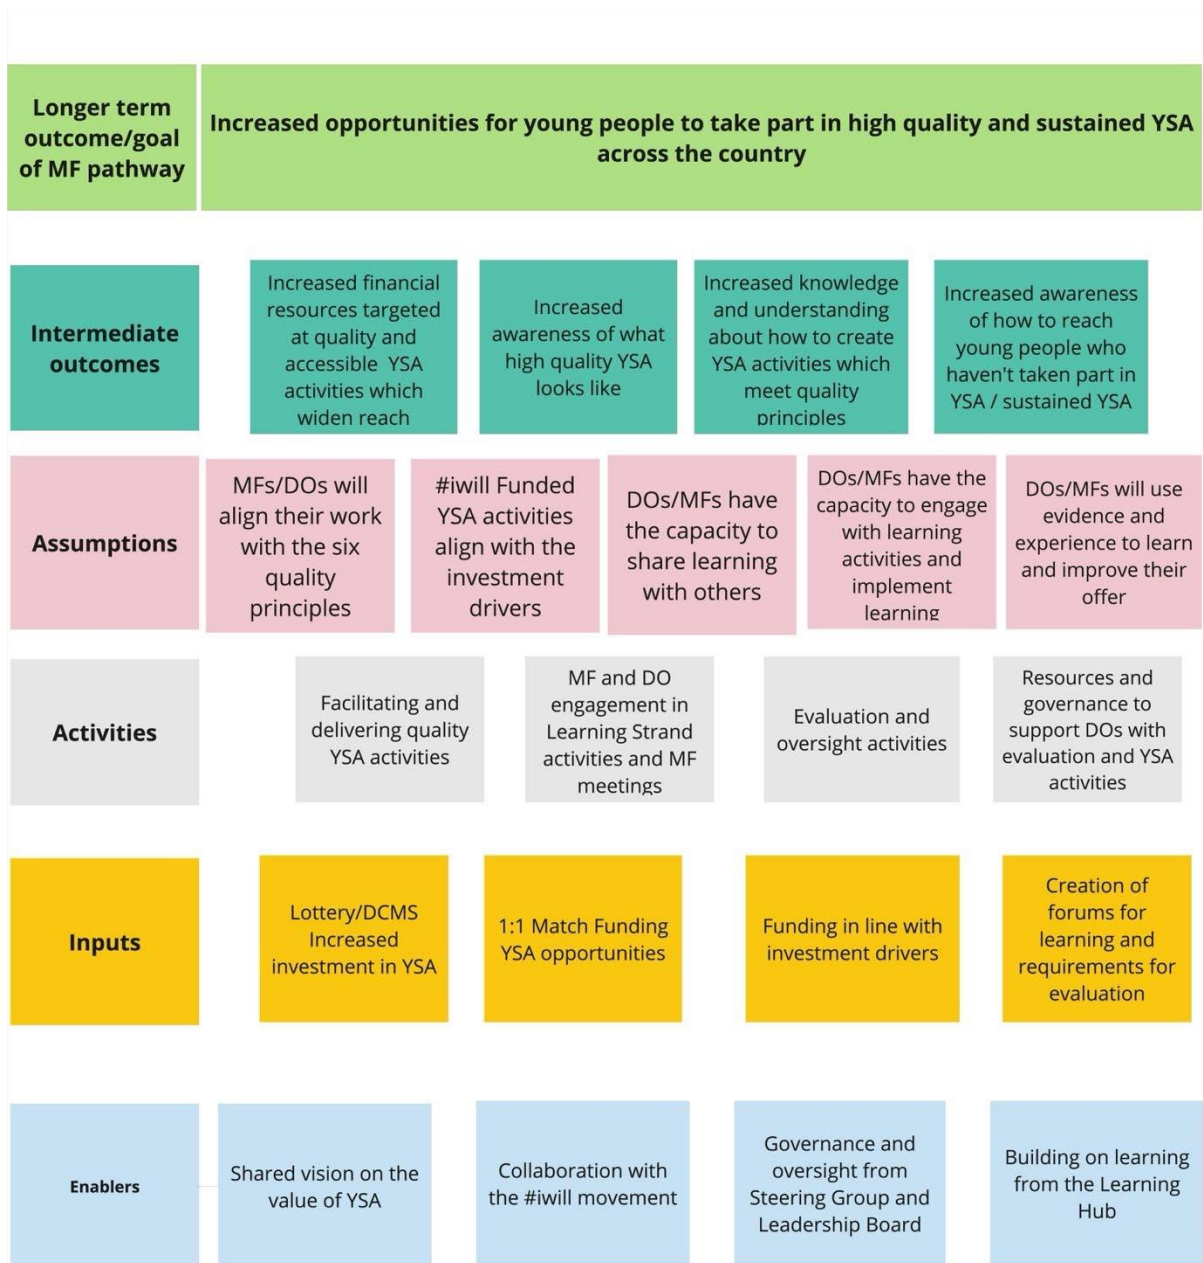 Longer term
outcome/goal
of MF pathway
Increased opportunities for young people to take part in high quality and sustained YSA
across the country
Intermediate
outcomes
Increased financial
resources targeted
at quality and
accessible YSA
activities which
widen reach
Increased
awareness of what
high quality YSA
looks like
Increased knowledge
and understanding
about how to create
YSA activities which
meet quality
principles
Increased awareness
of how to reach
young people who
haven't taken part in
YSA / sustained YSA
Assumptions
MFs/DOs will
align their work
with the six
quality
principles
#iwill Funded
YSA activities
align with the
investment
drivers
DOs/MFs have
the capacity to
share learning
with others
DOs/MFs have the
capacity to engage
with learning
activities and
implement
learning
DOs/MFs will use
evidence and
experience to learn
and improve their
offer
Activities
Facilitating and
delivering quality
YSA activities
MF and DO
engagement in
Learning Strand
activities and MF
meetings
Evaluation and
oversight activities
Resources and
governance to
support DOs with
evaluation and YSA
activities
Inputs
Lottery/DCMS
Increased
investment in YSA
1:1 Match Funding
YSA opportunities
Funding in line with
investment drivers
Creation of
forums for
learning and
requirements for
evaluation
Enablers
Shared vision on the
value of YSA
Collaboration with
the #iwill movement
Governance and
oversight from
Steering Group and
Leadership Board
Building on learning
from the Learning
Hub